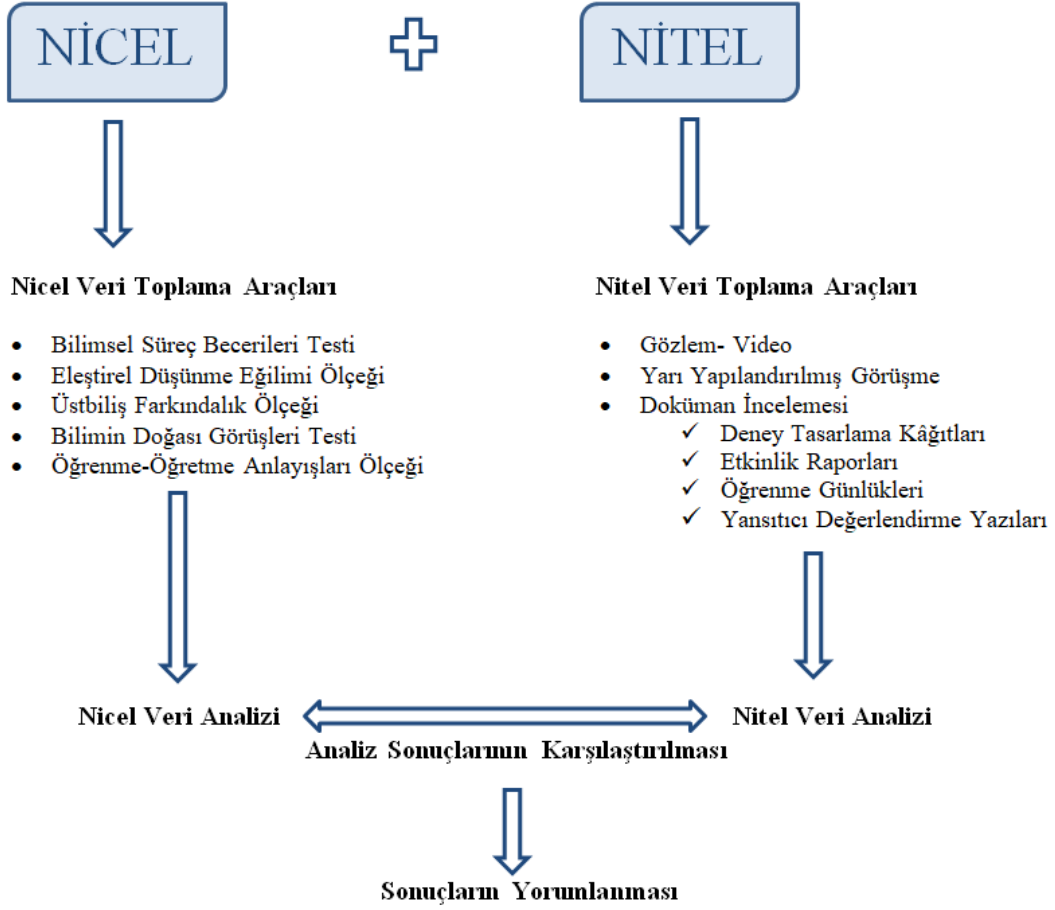 NİCEL
NİTEL
Nicel Veri Toplama Araçları
• Bilimsel Süreç Becerileri Testi
• Eleştirel Düşünme Eğilimi Ölçeği
• Üstbiliş Farkındalık Ölçeği
• Bilimin Doğası Görüşleri Testi
• Öğrenme-Öğretme Anlayışları Ölçeği
Nitel Veri Toplama Araçları
• Gözlem- Video
• Yarı Yapılandırılmış Görüşme
• Doküman İncelemesi
✓ Deney Tasarlama Kâğıtları
✓ Etkinlik Raporları
✓ Öğrenme Günlükleri
✓ Yansıtıcı Değerlendirme Yazıları
Nicel Veri Analizi
Nitel Veri Analizi
Analiz Sonuçlarının Karşılaştırılması
Sonuçların Yorumlanması